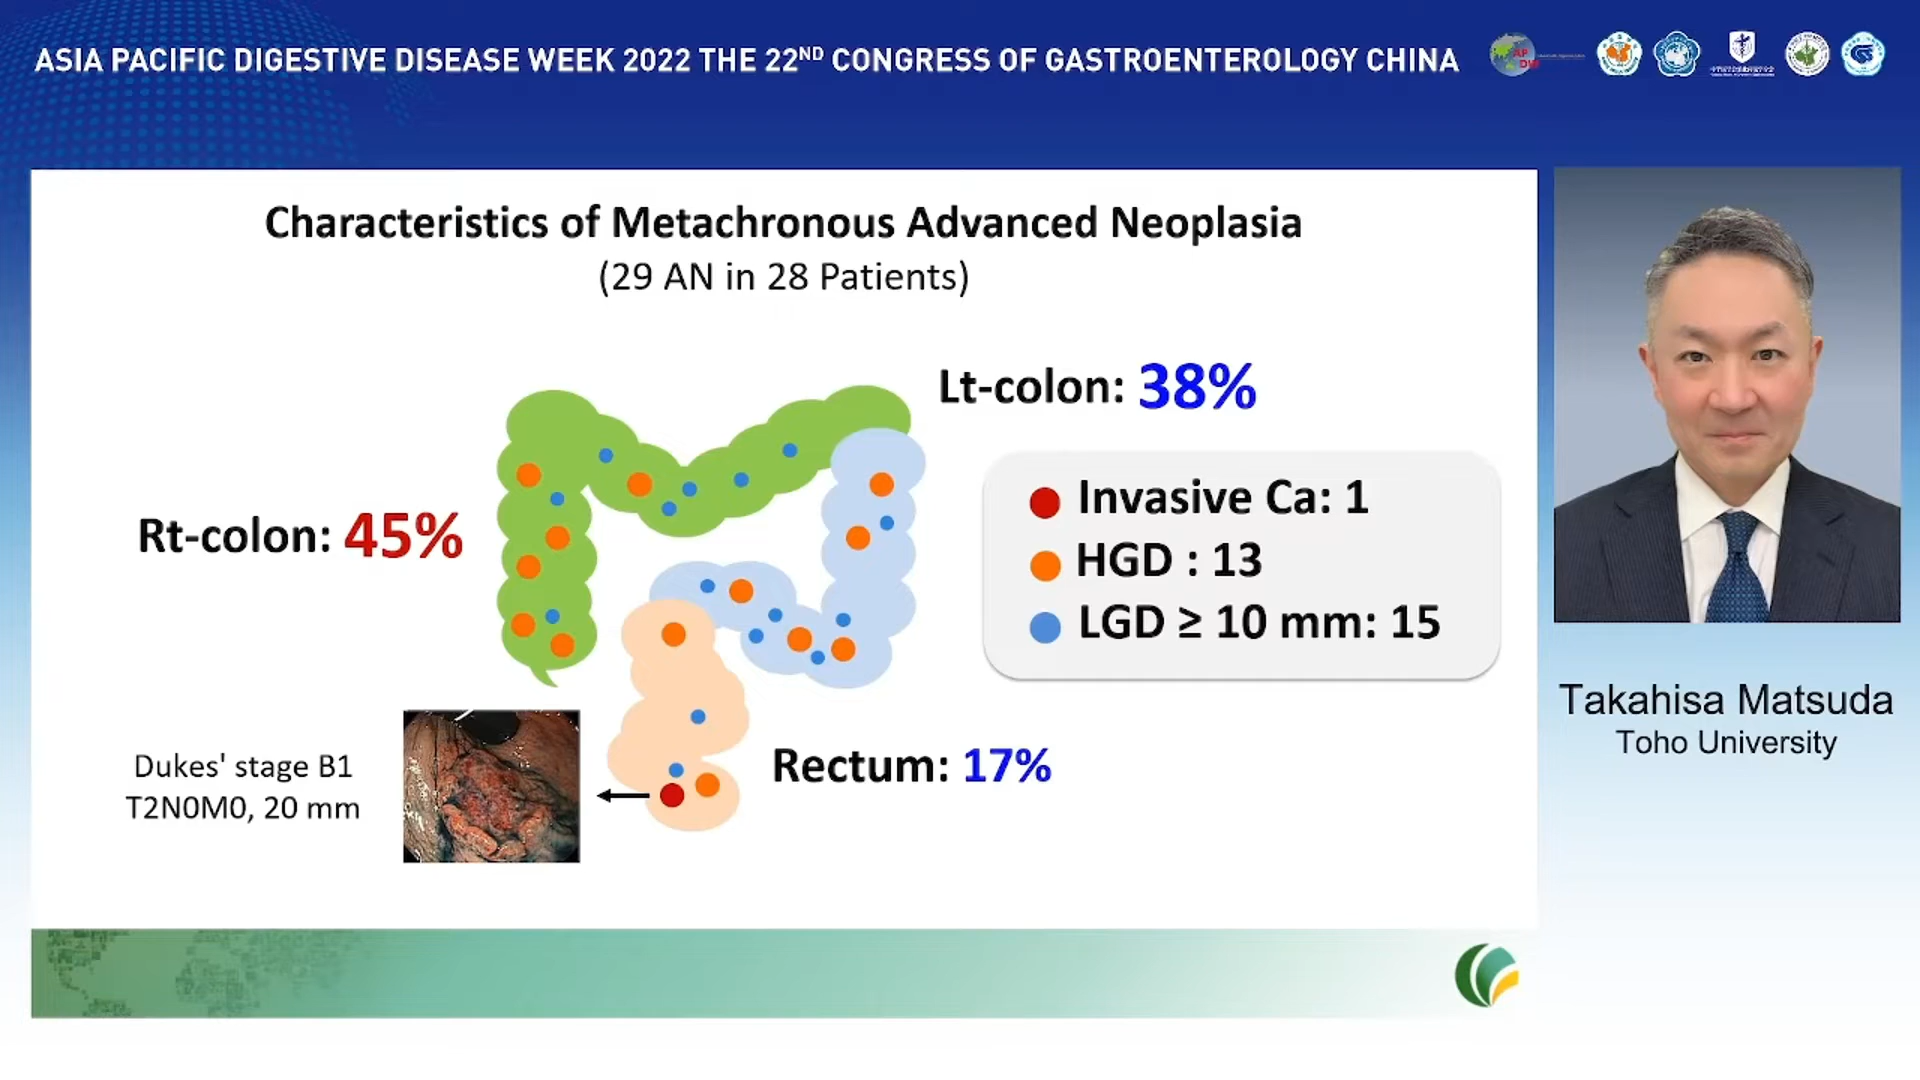 ASIA PACIFIC DIGESTIVE DISEASE WEEK 2022 THE 22ND CONGRESS OF GASTROENTEROLOGY CHINA
Characteristics of Metachronous Advanced Neoplasia
(29 AN in 28 Patients)
Lt-colon: 38%
Rt-colon: 45%
Invasive Ca: 1
HGD : 13
LGD ≥ 10 mm: 15
Rectum: 17%
Dukes' stage B1
T2N0M0, 20 mm
Takahisa Matsuda
Toho University